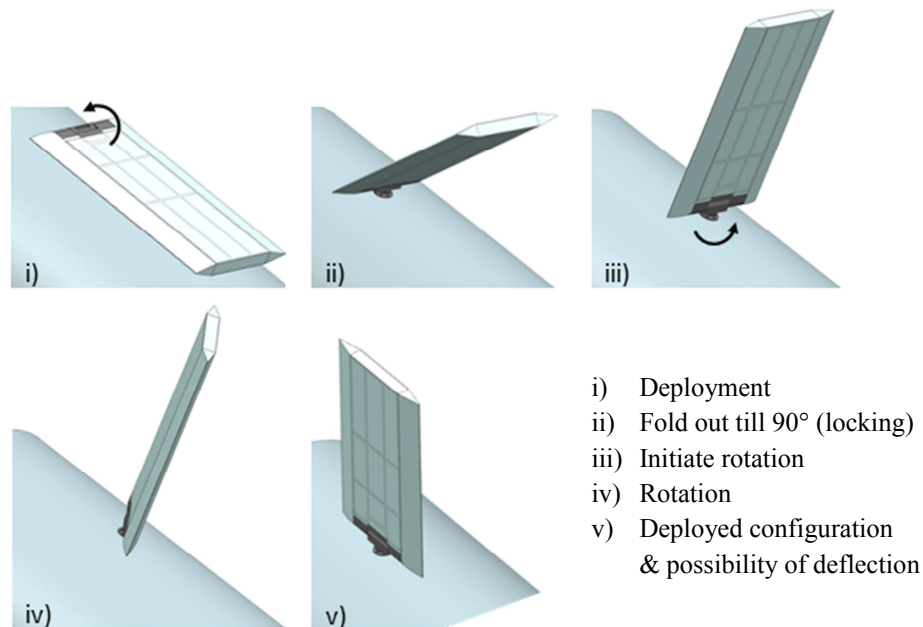 i)
ii)
iii)
iv)
v)
i) Deployment
ii) Fold out till 90° (locking)
iii) Initiate rotation
iv) Rotation
v) Deployed configuration
& possibility of deflection